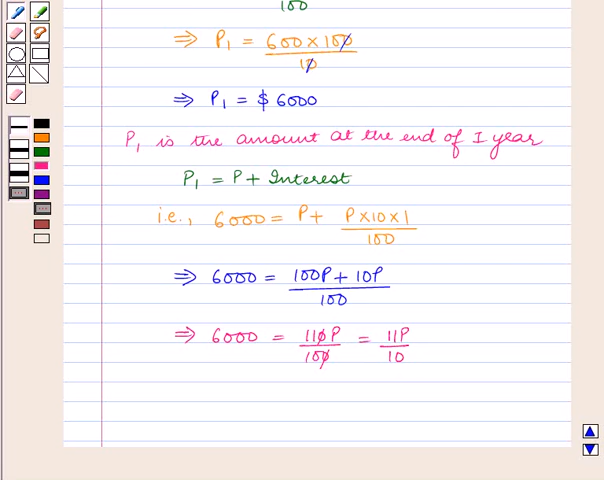 100
⇒ P₁ = 600 × 100 / 10
⇒ P₁ = $ 6000
P₁ is the amount at the end of I year
P₁ = P + Interest
i.e., 6000 = P + P×10×1 / 100
⇒ 6000 = 100P + 10P / 100
⇒ 6000 = 110P / 100 = 11P / 10